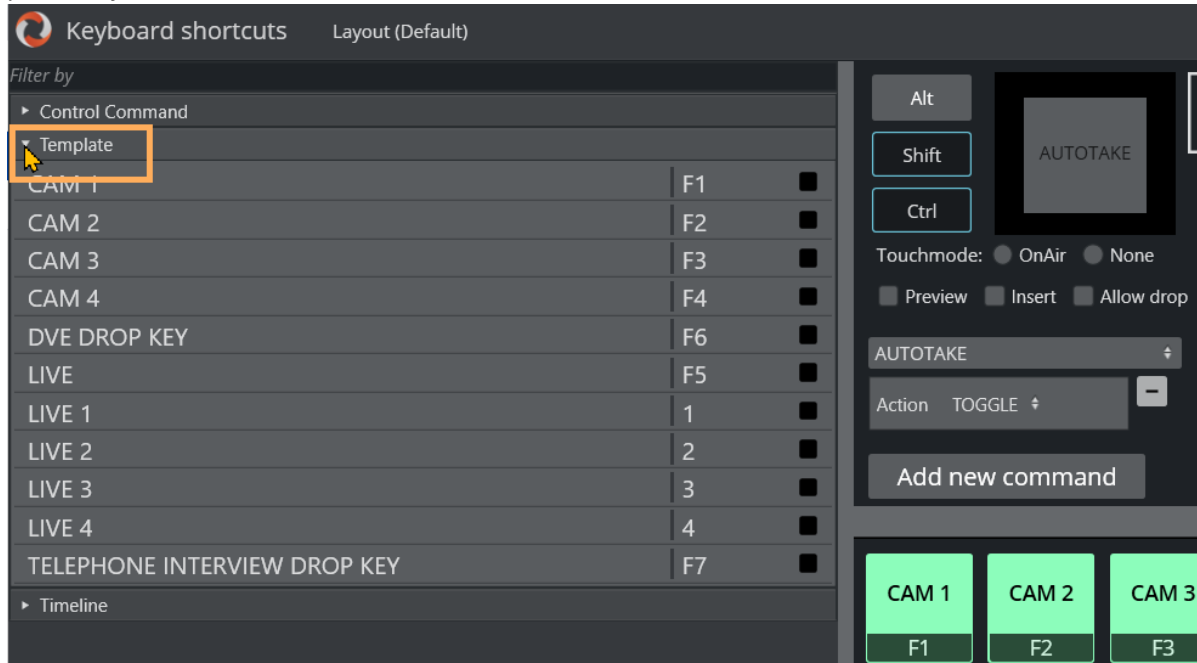 Keyboard shortcuts Layout (Default)
Filter by
Control Command
Template
CAM 1 F1
CAM 2 F2
CAM 3 F3
CAM 4 F4
DVE DROP KEY F6
LIVE F5
LIVE 1 1
LIVE 2 2
LIVE 3 3
LIVE 4 4
TELEPHONE INTERVIEW DROP KEY F7
Timeline
Alt
Shift
Ctrl
AUTOTAKE
Touchmode: OnAir None
Preview Insert Allow drop
AUTOTAKE
Action TOGGLE
Add new command
CAM 1 CAM 2 CAM 3
F1 F2 F3